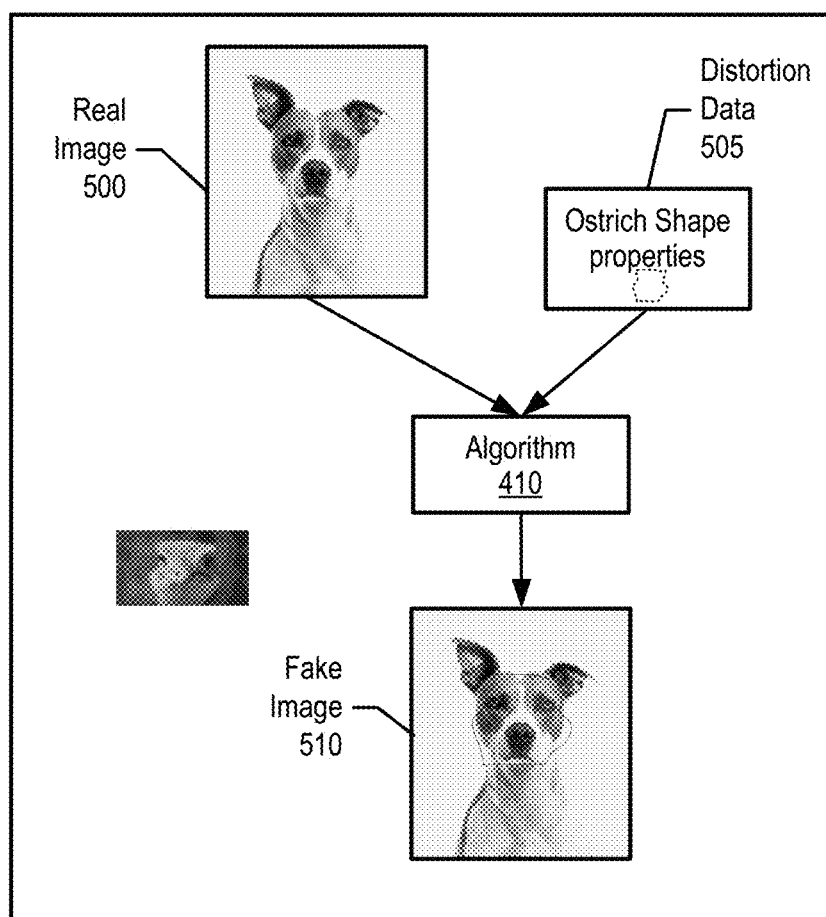 Real
Image
500
Distortion
Data
505
Ostrich Shape
properties
Algorithm
410
Fake
Image
510